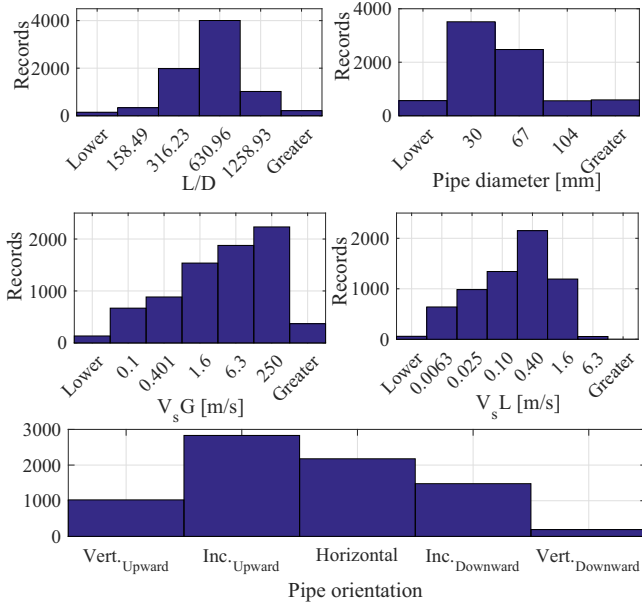 Records
4000
2000
0
Lower
158.49
316.23
630.96
1258.93
Greater
L/D
Records
4000
2000
0
Lower
30
67
104
Greater
Pipe diameter [mm]
Records
2000
1000
0
Lower
0.1
0.401
1.6
6.3
250
Greater
V_sG [m/s]
Records
2000
1000
0
Lower
0.0063
0.025
0.10
0.40
1.6
6.3
Greater
V_sL [m/s]
3000
2000
1000
0
Vert.Upward Inc.Upward Horizontal Inc.Downward Vert.Downward
Pipe orientation